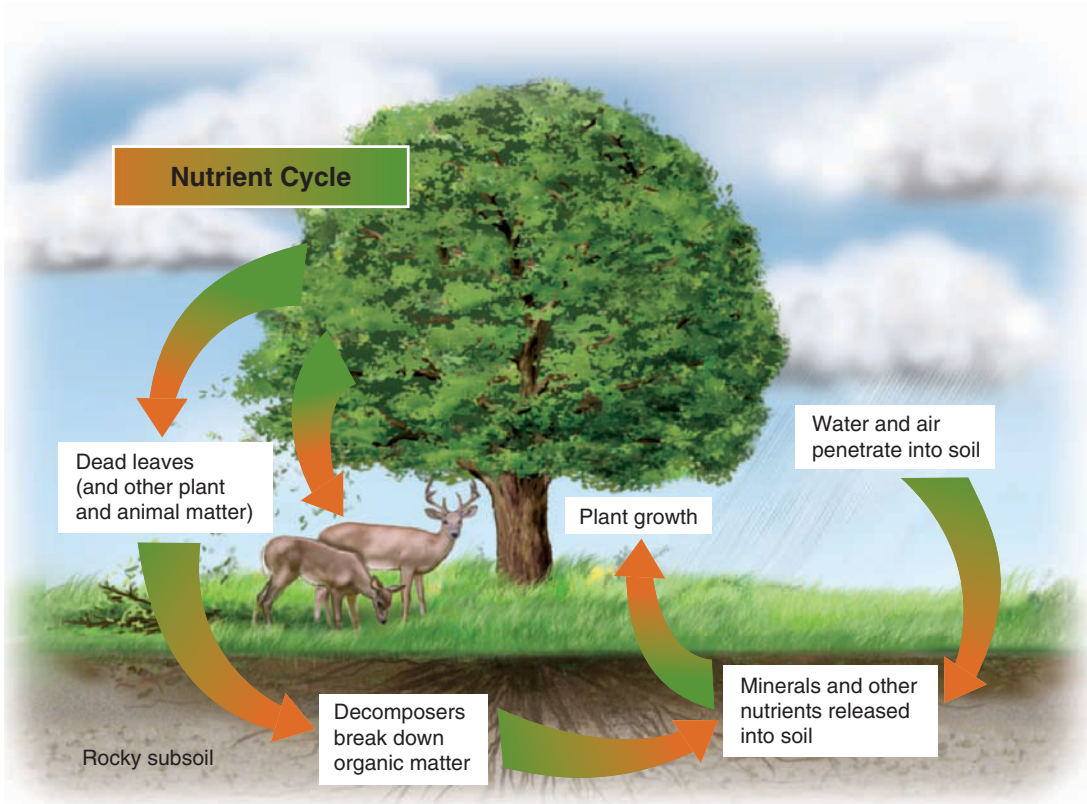 Nutrient Cycle
Dead leaves
(and other plant
and animal matter)
Water and air
penetrate into soil
Plant growth
Decomposers
break down
organic matter
Minerals and other
nutrients released
into soil
Rocky subsoil